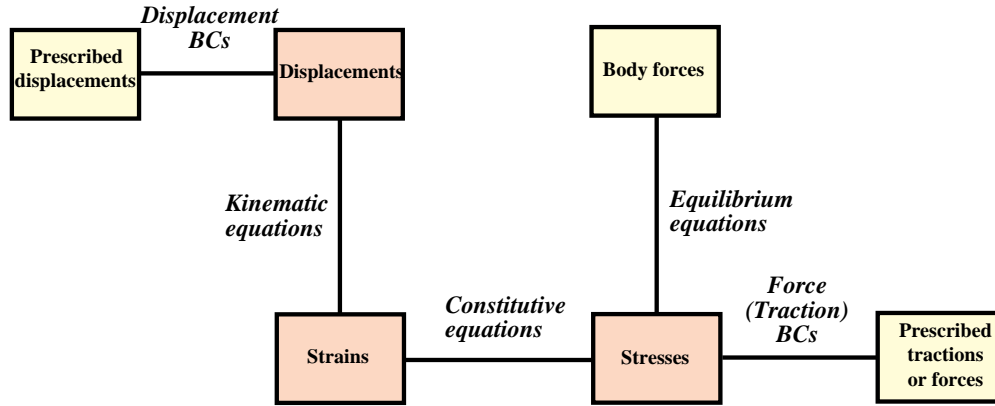 Displacement
BCs
Prescribed
displacements
Displacements
Body forces
Kinematic
equations
Equilibrium
equations
Strains
Constitutive
equations
Stresses
Force
(Traction)
BCs
Prescribed
tractions
or forces